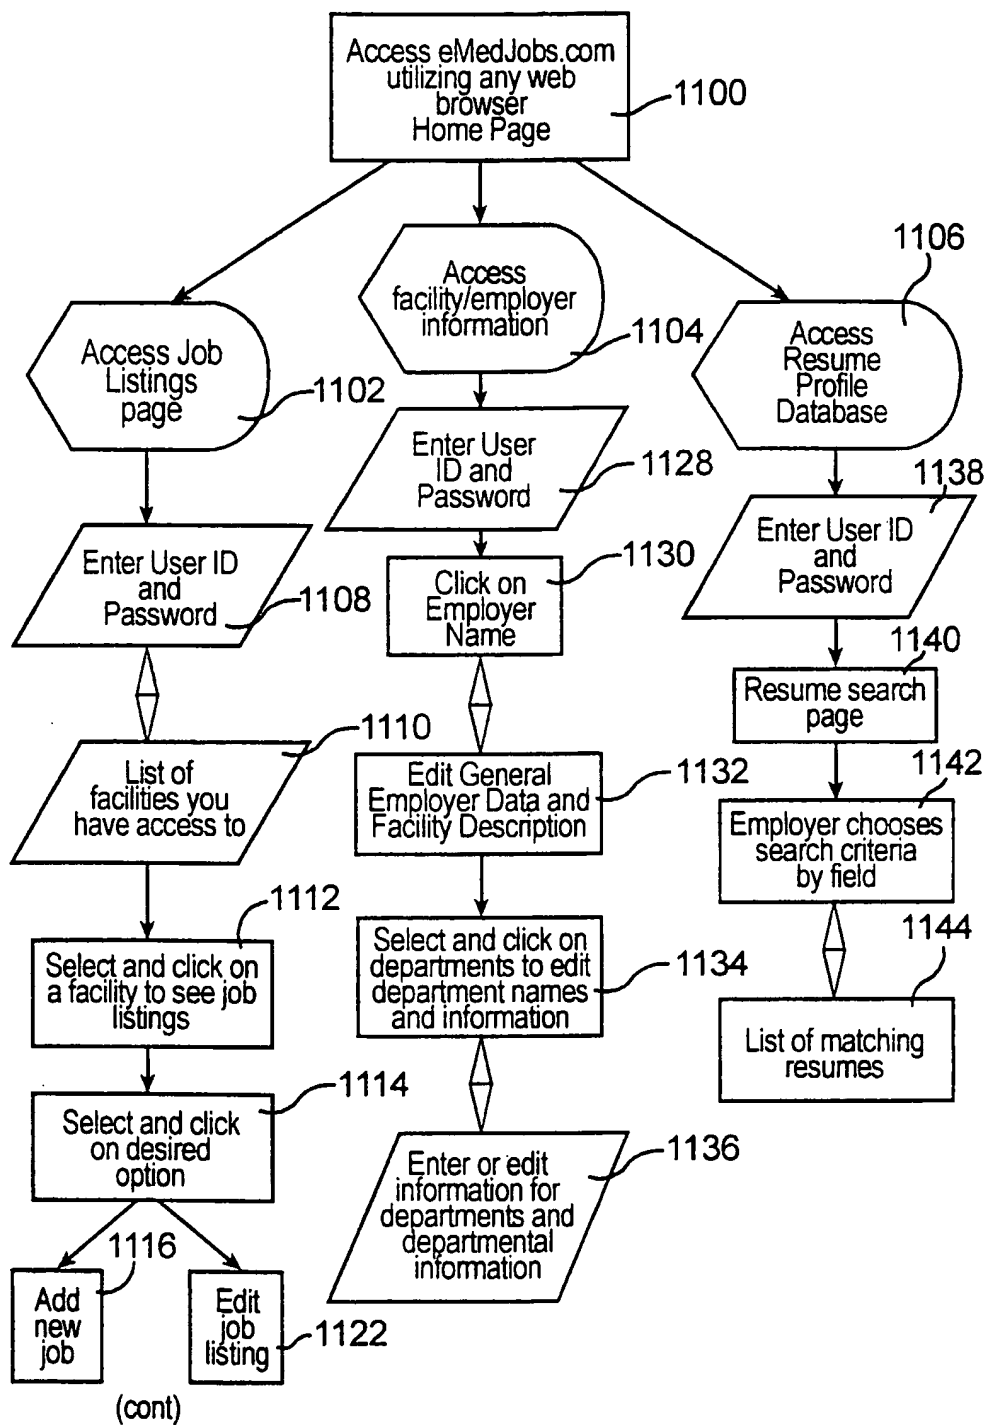 Access eMedJobs.com
utilizing any web
browser
Home Page
1100
Access Job
Listings
page
1102
Enter User ID
and
Password
1108
List of
facilities you
have access to
1110
Select and click on
a facility to see job
listings
1112
Select and click
on desired
option
1114
Add
new
job
1116
Edit
job
listing
1122
(cont)
Access
facility/employer
information
1104
Enter User
ID and
Password
1128
Click on
Employer
Name
1130
Edit General
Employer Data and
Facility Description
1132
Select and click on
departments to edit
department names
and information
1134
Enter or edit
information for
departments and
departmental
information
1136
Access
Resume
Profile
Database
1106
Enter User ID
and
Password
1138
Resume search
page
1140
Employer chooses
search criteria
by field
1142
List of matching
resumes
1144